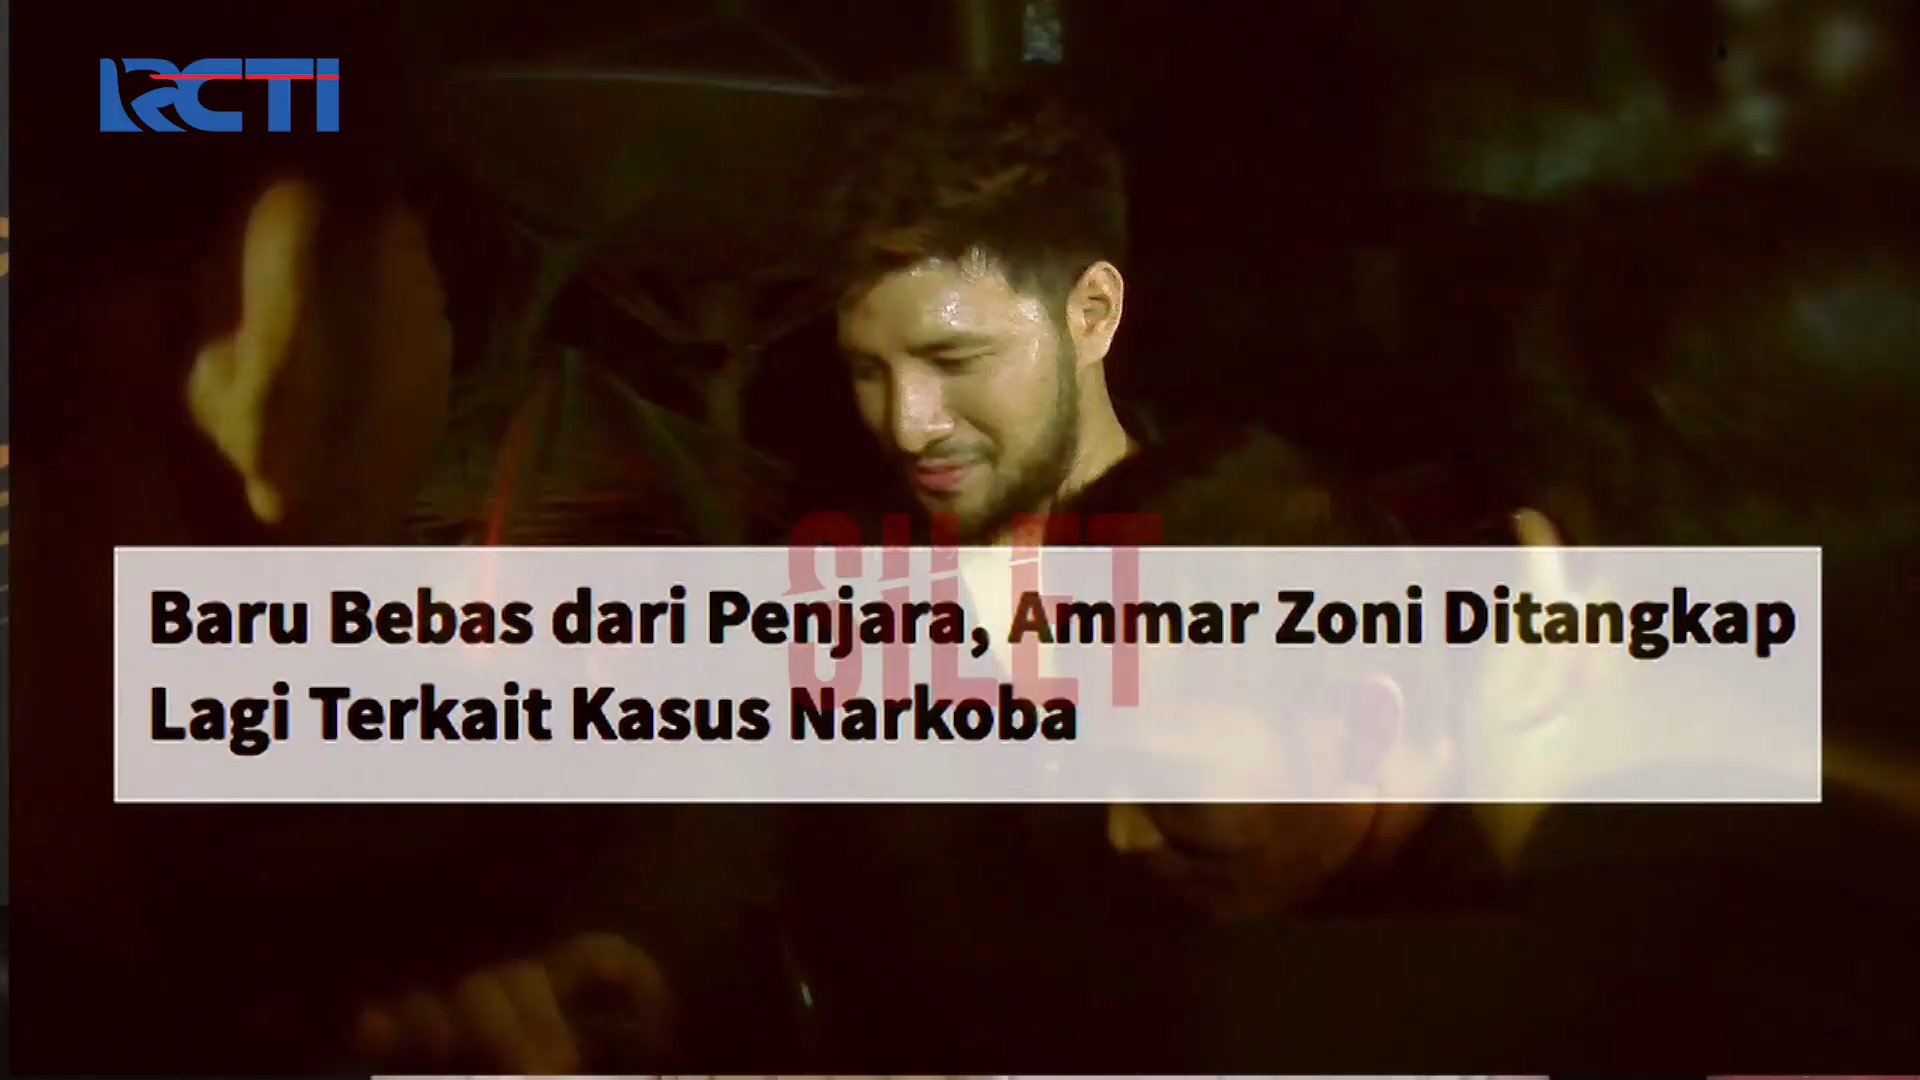 RCTI
SILET
Baru Bebas dari Penjara, Ammar Zoni Ditangkap
Lagi Terkait Kasus Narkoba